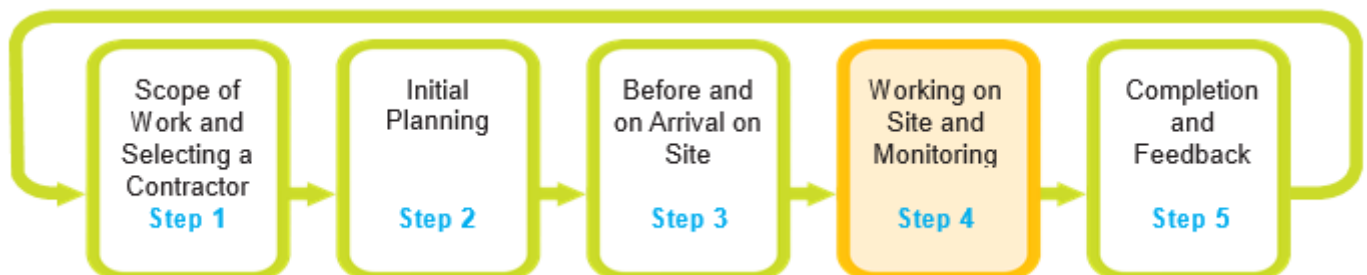 Scope of
Work and
Selecting a
Contractor
Step 1
Initial
Planning
Step 2
Before and
on Arrival on
Site
Step 3
Working on
Site and
Monitoring
Step 4
Completion
and
Feedback
Step 5